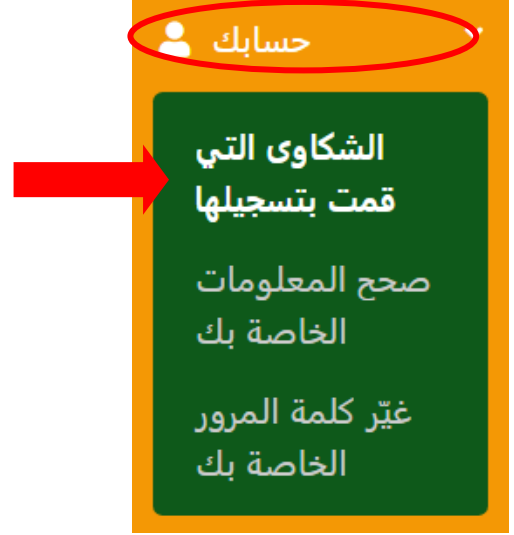 حسابك
الشكاوى التي
قمت بتسجيلها
صحح المعلومات
الخاصة بك
غيّر كلمة المرور
الخاصة بك